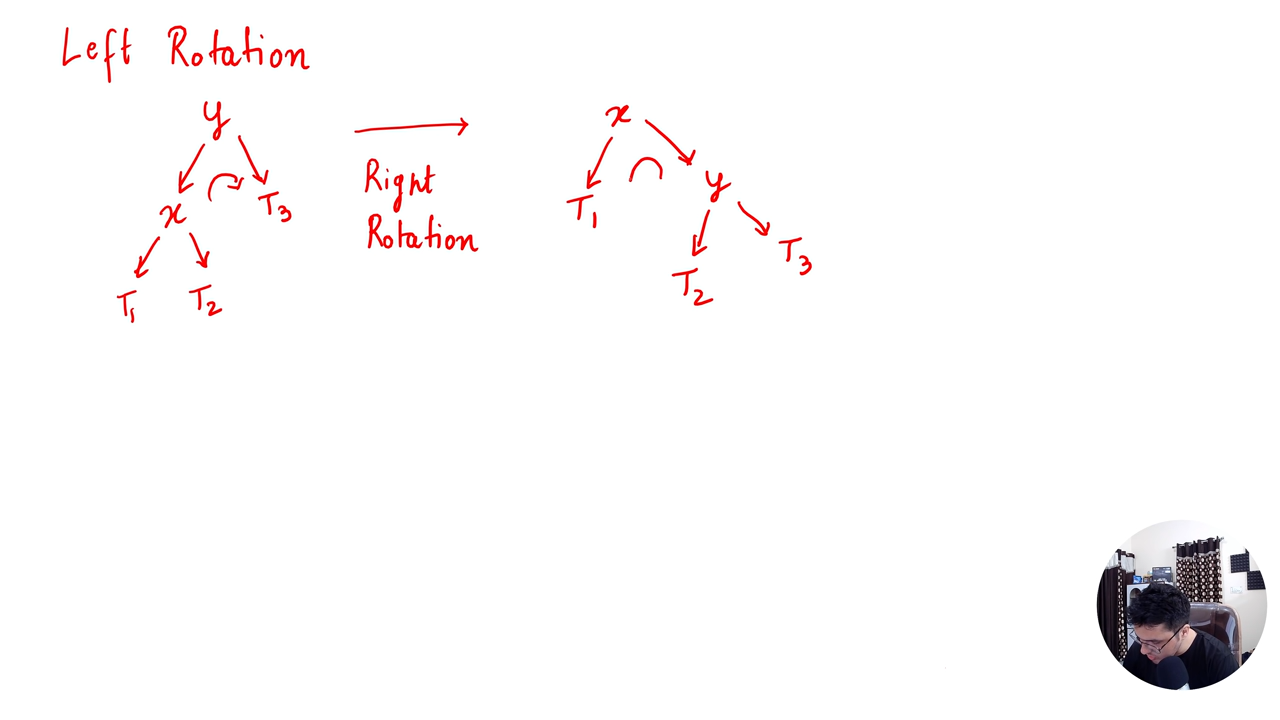 Left Rotation
y
x
T3
T1
T2
Right
Rotation
x
T1
y
T2
T3